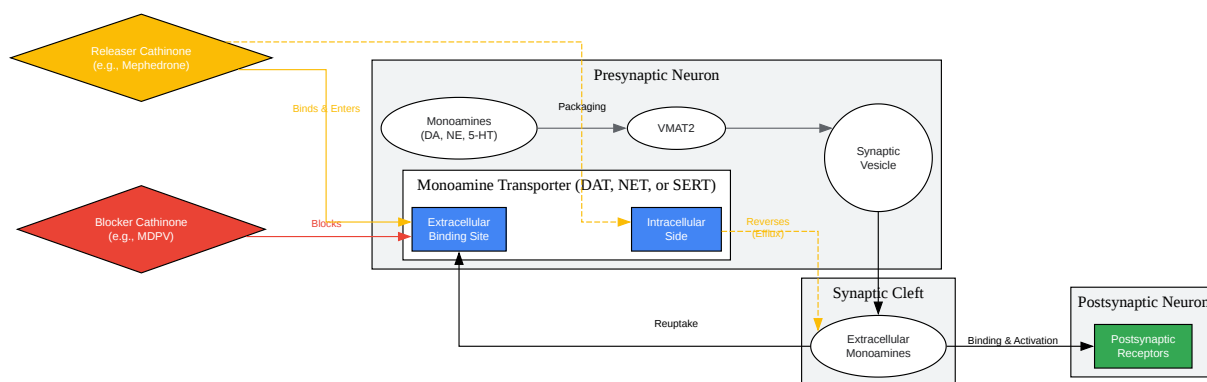 Releaser Cathinone
(e.g., Mephedrone)
Presynaptic Neuron
Binds & Enters
Packaging
Monoamines
(DA, NE, 5-HT)
VMAT2
Synaptic
Vesicle
Monoamine Transporter (DAT, NET, or SERT)
Blocker Cathinone
(e.g., MDPV)
Blocks
Extracellular
Binding Site
Intracellular
Side
Reverses
(Efflux)
Synaptic Cleft
Postsynaptic Neuron
Reuptake
Extracellular
Monoamines
Binding & Activation
Postsynaptic
Receptors